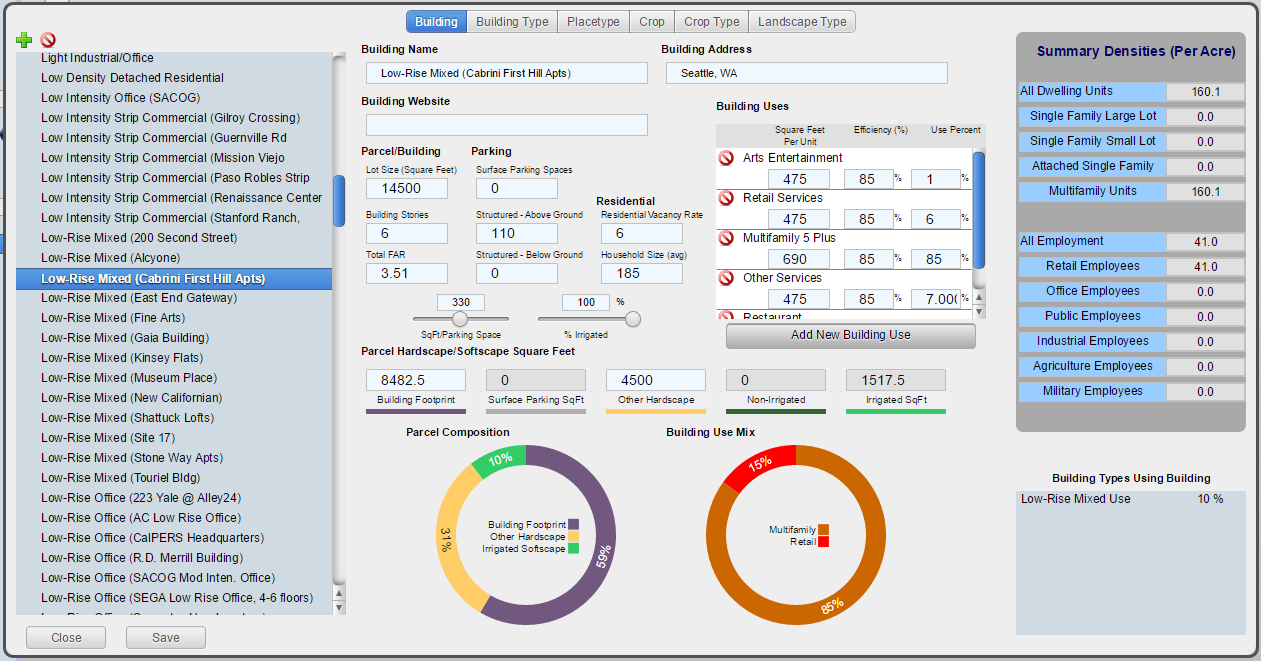 Building Building Type Placetype Crop Crop Type Landscape Type
Light Industrial/Office
Low Density Detached Residential
Low Intensity Office (SACOG)
Low Intensity Strip Commercial (Gilroy Crossing)
Low Intensity Strip Commercial (Guernville Rd
Low Intensity Strip Commercial (Mission Viejo
Low Intensity Strip Commercial (Paso Robles Strip
Low Intensity Strip Commercial (Renaissance Center
Low Intensity Strip Commercial (Stanford Ranch,
Low-Rise Mixed (200 Second Street)
Low-Rise Mixed (Alcyone)
Low-Rise Mixed (Cabrini First Hill Apts)
Low-Rise Mixed (East End Gateway)
Low-Rise Mixed (Fine Arts)
Low-Rise Mixed (Gaia Building)
Low-Rise Mixed (Kinsey Flats)
Low-Rise Mixed (Museum Place)
Low-Rise Mixed (New Californian)
Low-Rise Mixed (Shattuck Lofts)
Low-Rise Mixed (Site 17)
Low-Rise Mixed (Stone Way Apts)
Low-Rise Mixed (Touriel Bldg)
Low-Rise Office (223 Yale @ Alley24)
Low-Rise Office (AC Low Rise Office)
Low-Rise Office (CalPERS Headquarters)
Low-Rise Office (R.D. Merrill Building)
Low-Rise Office (SACOG Mod Inten. Office)
Low-Rise Office (SEGA Low Rise Office, 4-6 floors)
Close Save
Building Name
Low-Rise Mixed (Cabrini First Hill Apts)
Building Address
Seattle, WA
Building Website
Parcel/Building
Lot Size (Square Feet)
14500
Building Stories
6
Total FAR
3.51
Parking
Surface Parking Spaces
0
Structured - Above Ground
110
Structured - Below Ground
0
Residential
Residential Vacancy Rate
6
Household Size (avg)
185
330
SqFt/Parking Space
100 %
% Irrigated
Building Uses
Square Feet Per Unit Efficiency (%) Use Percent
Arts Entertainment
475 85 % 1 %
Retail Services
475 85 % 6 %
Multifamily 5 Plus
690 85 % 85 %
Other Services
475 85 % 7.00( %
Restaurant
Add New Building Use
Parcel Hardscape/Softscape Square Feet
8482.5 0 4500 0 1517.5
Building Footprint Surface Parking SqFt Other Hardscape Non-Irrigated Irrigated SqFt
Parcel Composition
10%
31%
59%
Building Footprint
Other Hardscape
Irrigated Softscape
Building Use Mix
15%
85%
Multifamily
Retail
Summary Densities (Per Acre)
All Dwelling Units 160.1
Single Family Large Lot 0.0
Single Family Small Lot 0.0
Attached Single Family 0.0
Multifamily Units 160.1
All Employment 41.0
Retail Employees 41.0
Office Employees 0.0
Public Employees 0.0
Industrial Employees 0.0
Agriculture Employees 0.0
Military Employees 0.0
Building Types Using Building
Low-Rise Mixed Use 10 %